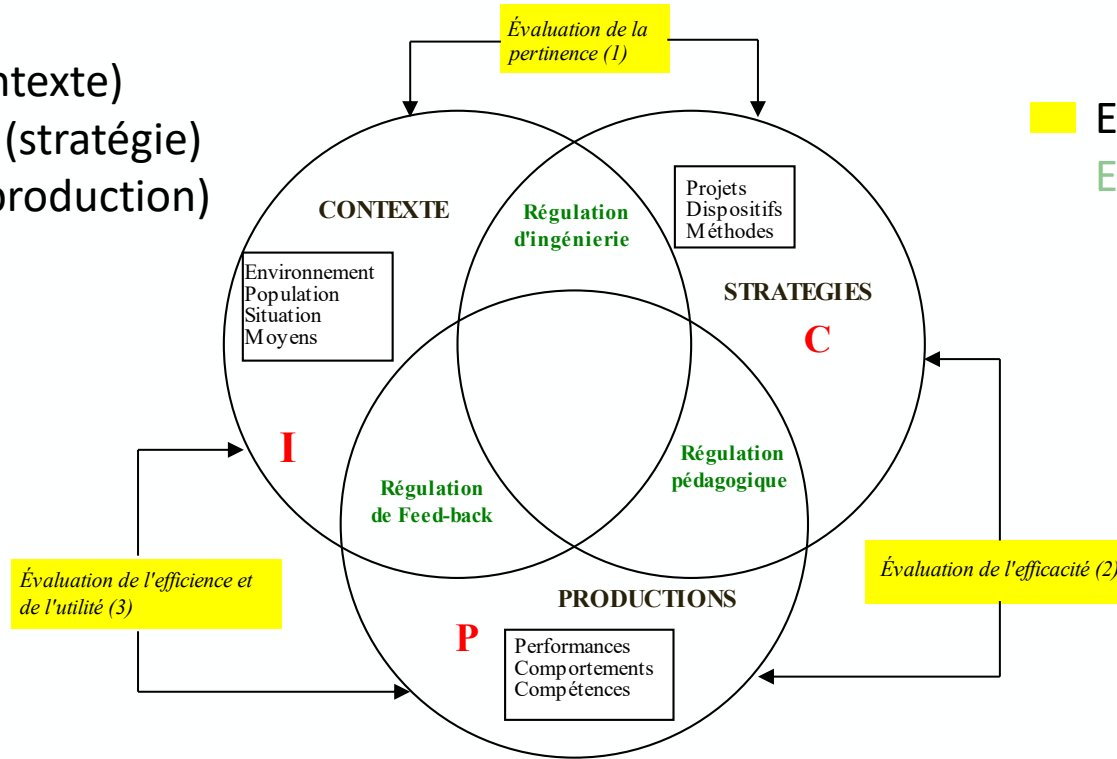 Évaluation de la
pertinence (1)
ntexte)
(stratégie)
production)
E
E
CONTEXTE
Régulation
d'ingénierie
Projets
Dispositifs
Méthodes
Environnement
Population
Situation
Moyens
STRATEGIES
C
I
Régulation
de Feed-back
Régulation
pédagogique
Évaluation de l'efficience et
de l'utilité (3)
Évaluation de l'efficacité (2)
PRODUCTIONS
P
Performances
Comportements
Compétences